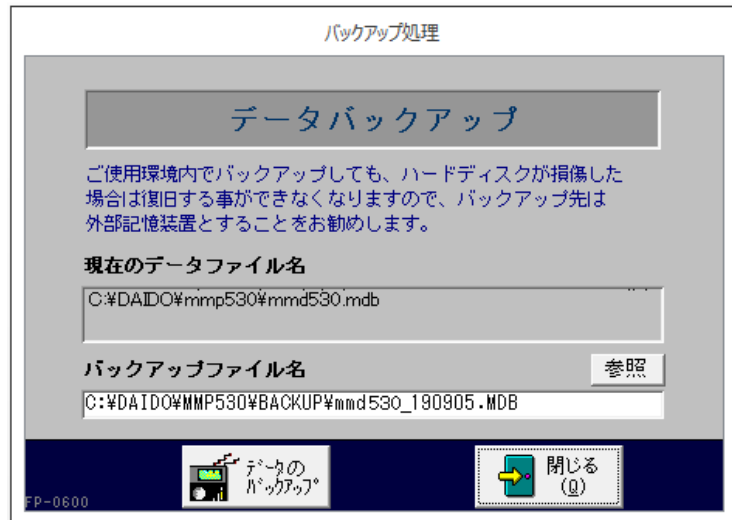 バックアップ処理
データバックアップ
ご使用環境内でバックアップしても、ハードディスクが損傷した
場合は復旧する事ができなくなりますので、バックアップ先は
外部記憶装置とすることをお勧めします。
現在のデータファイル名
C:¥DAIDO¥mmp530¥mmd530.mdb
バックアップファイル名
参照
C:¥DAIDO¥MMP530¥BACKUP¥mmd530_190905.MDB
データの
バックアップ
閉じる
(Q)
FP-0600